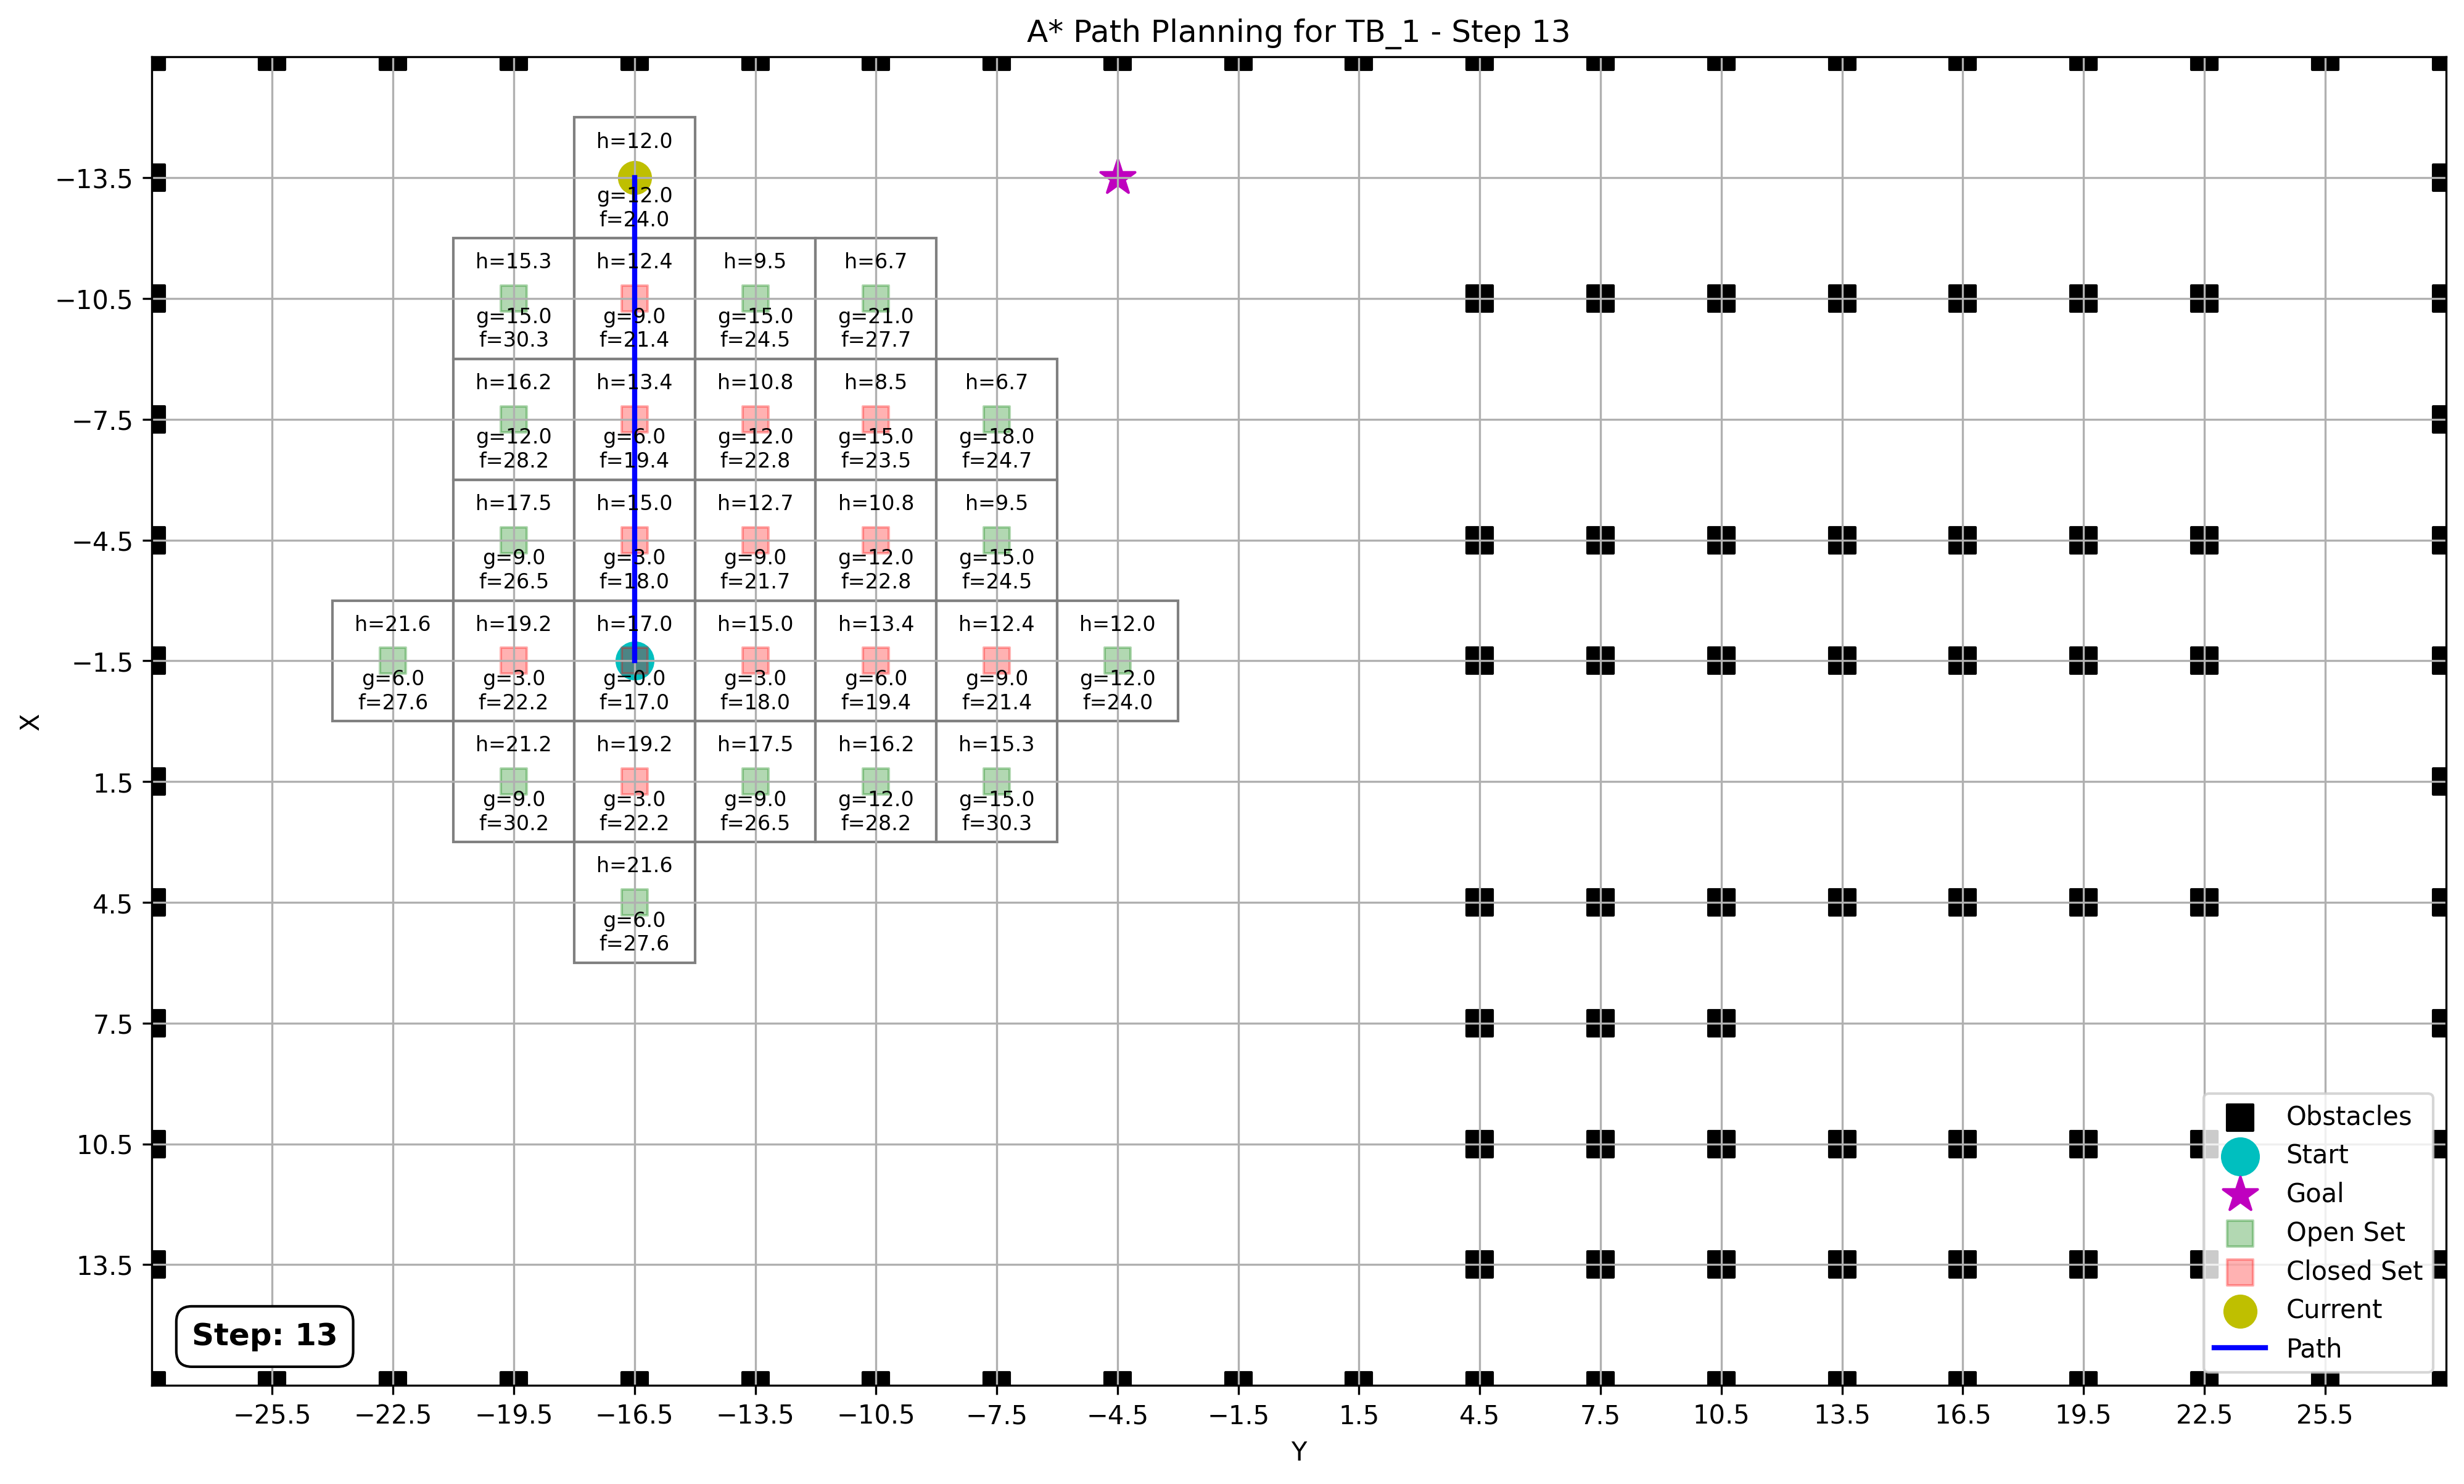 A* Path Planning for TB_1 - Step 13
h=12.0
−13.5
g=12.0
f=24.0
h=15.3 h=12.4 h=9.5 h=6.7
−10.5
g=15.0 g=9.0 g=15.0 g=21.0
f=30.3 f=21.4 f=24.5 f=27.7
h=16.2 h=13.4 h=10.8 h=8.5 h=6.7
−7.5
g=12.0 g=6.0 g=12.0 g=15.0 g=18.0
f=28.2 f=19.4 f=22.8 f=23.5 f=24.7
h=17.5 h=15.0 h=12.7 h=10.8 h=9.5
−4.5
g=9.0 g=3.0 g=9.0 g=12.0 g=15.0
f=26.5 f=18.0 f=21.7 f=22.8 f=24.5
h=21.6 h=19.2 h=17.0 h=15.0 h=13.4 h=12.4 h=12.0
−1.5
g=6.0 g=3.0 g=0.0 g=3.0 g=6.0 g=9.0 g=12.0
f=27.6 f=22.2 f=17.0 f=18.0 f=19.4 f=21.4 f=24.0
X
h=21.2 h=19.2 h=17.5 h=16.2 h=15.3
1.5
g=9.0 g=3.0 g=9.0 g=12.0 g=15.0
f=30.2 f=22.2 f=26.5 f=28.2 f=30.3
h=21.6
4.5
g=6.0
f=27.6
7.5
10.5
13.5
Obstacles
Start
Goal
Open Set
Closed Set
Current
Path
Step: 13
−25.5 −22.5 −19.5 −16.5 −13.5 −10.5 −7.5 −4.5 −1.5 1.5 4.5 7.5 10.5 13.5 16.5 19.5 22.5 25.5
Y